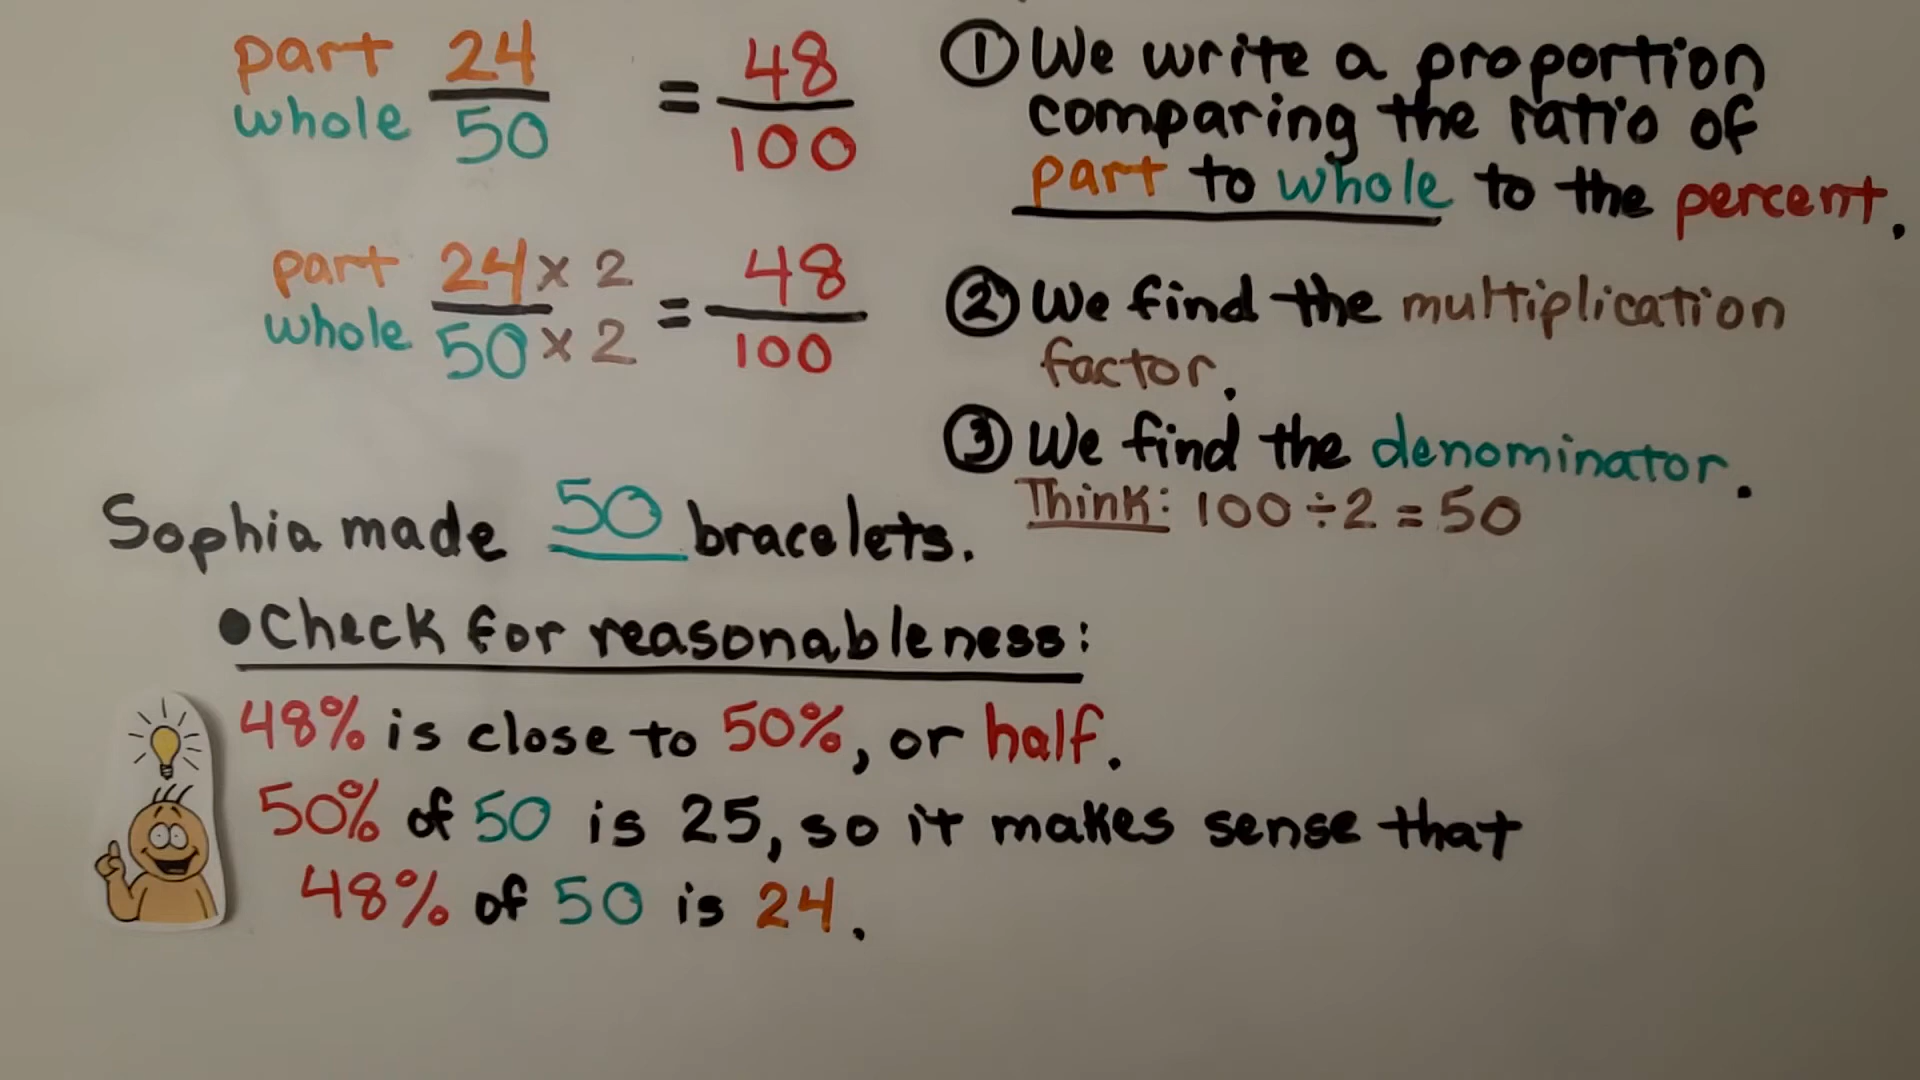 part 24 = 48
whole 50 100
① We write a proportion
comparing the ratio of
part to whole to the percent.
part 24 x 2 = 48
whole 50 x 2 100
② We find the multiplication
factor.
③ We find the denominator.
Think: 100 ÷ 2 = 50
Sophia made 50 bracelets.
•Check for reasonableness:
48% is close to 50%, or half.
50% of 50 is 25, so it makes sense that
48% of 50 is 24.